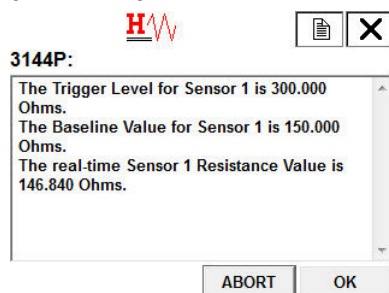 H
3144P:
The Trigger Level for Sensor 1 is 300.000
Ohms.
The Baseline Value for Sensor 1 is 150.000
Ohms.
The real-time Sensor 1 Resistance Value is
146.840 Ohms.
ABORT OK